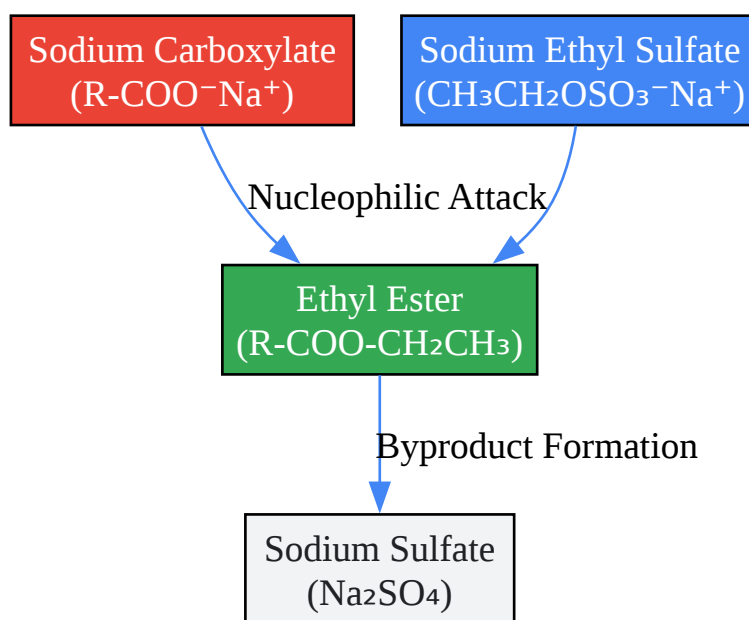 Sodium Carboxylate
(R-COO⁻Na⁺)
Sodium Ethyl Sulfate
(CH₃CH₂OSO₃⁻Na⁺)
Nucleophilic Attack
Ethyl Ester
(R-COO-CH₂CH₃)
Byproduct Formation
Sodium Sulfate
(Na₂SO₄)